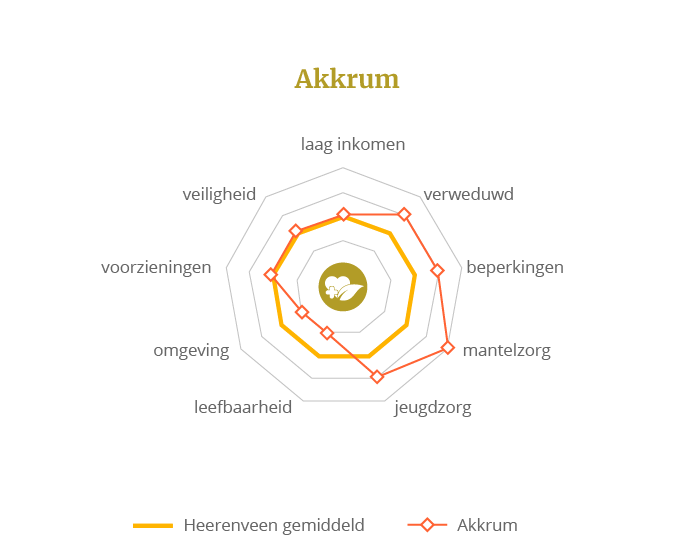 Akkrum
laag inkomen
veiligheid
verweduwd
voorzieningen
beperkingen
omgeving
mantelzorg
leefbaarheid
jeugdzorg
Heerenveen gemiddeld
Akkrum